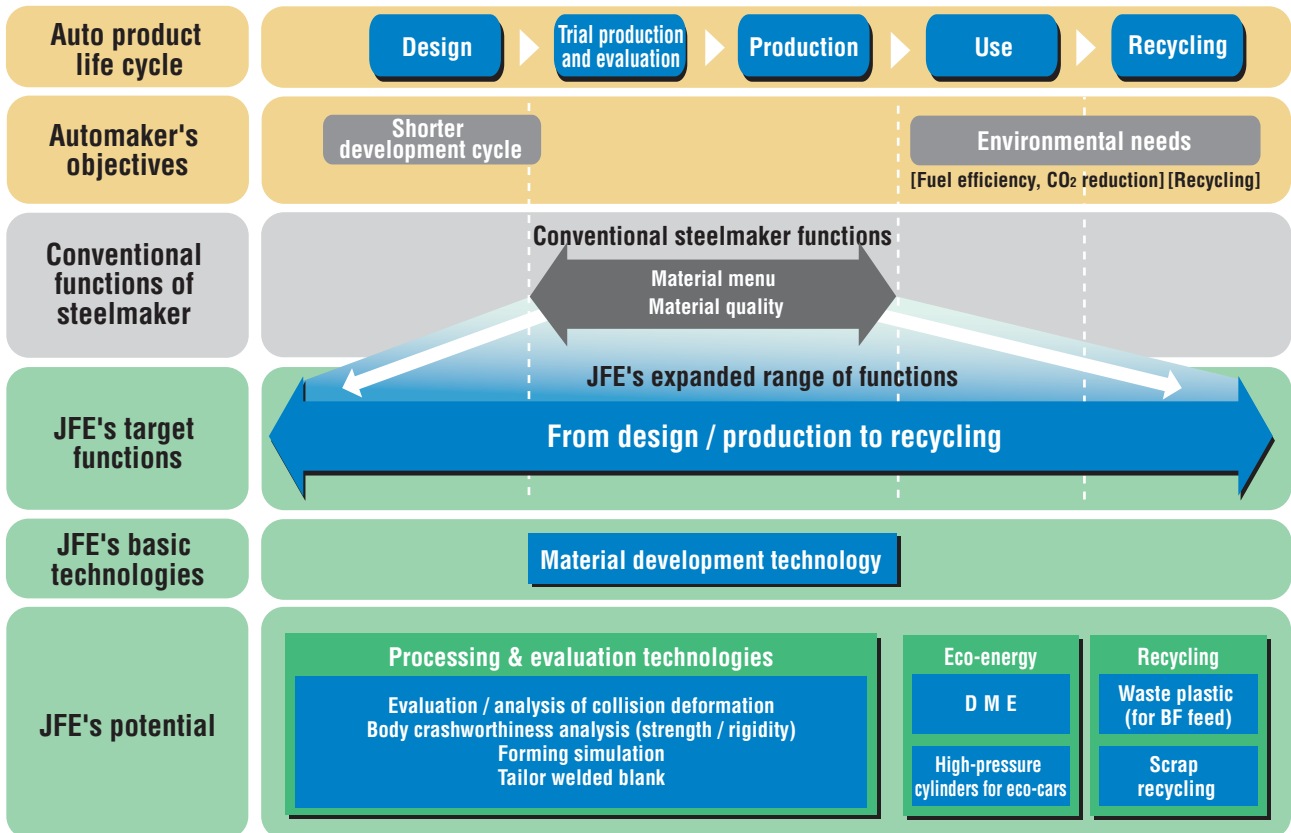 Auto product
life cycle
Design
Trial production
and evaluation
Production
Use
Recycling
Automaker's
objectives
Shorter
development cycle
Environmental needs
[Fuel efficiency, CO2 reduction] [Recycling]
Conventional
functions of
steelmaker
Conventional steelmaker functions
Material menu
Material quality
JFE's expanded range of functions
JFE's target
functions
From design / production to recycling
JFE's basic
technologies
Material development technology
JFE's potential
Processing & evaluation technologies
Evaluation / analysis of collision deformation
Body crashworthiness analysis (strength / rigidity)
Forming simulation
Tailor welded blank
Eco-energy
D M E
High-pressure
cylinders for eco-cars
Recycling
Waste plastic
(for BF feed)
Scrap
recycling